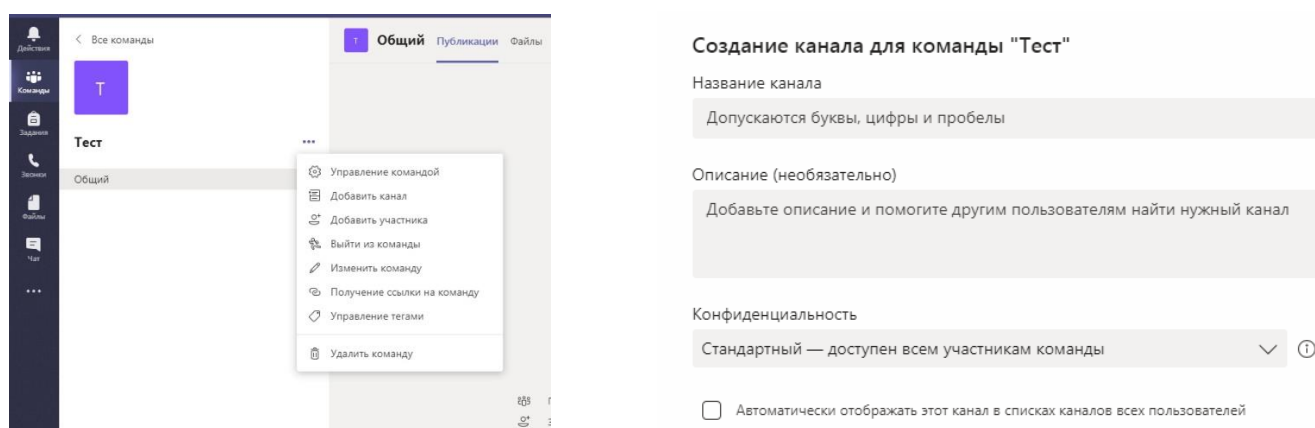 Действия
Команды
Задания
Звонки
Файлы
Чат
Все команды
Т
Тест
Общий
Т Общий Публикации Файлы
Управление командой
Добавить канал
Добавить участника
Выйти из команды
Изменить команду
Получение ссылки на команду
Управление тегами
Удалить команду
Создание канала для команды "Тест"
Название канала
Допускаются буквы, цифры и пробелы
Описание (необязательно)
Добавьте описание и помогите другим пользователям найти нужный канал
Конфиденциальность
Стандартный — доступен всем участникам команды
Автоматически отображать этот канал в списках каналов всех пользователей